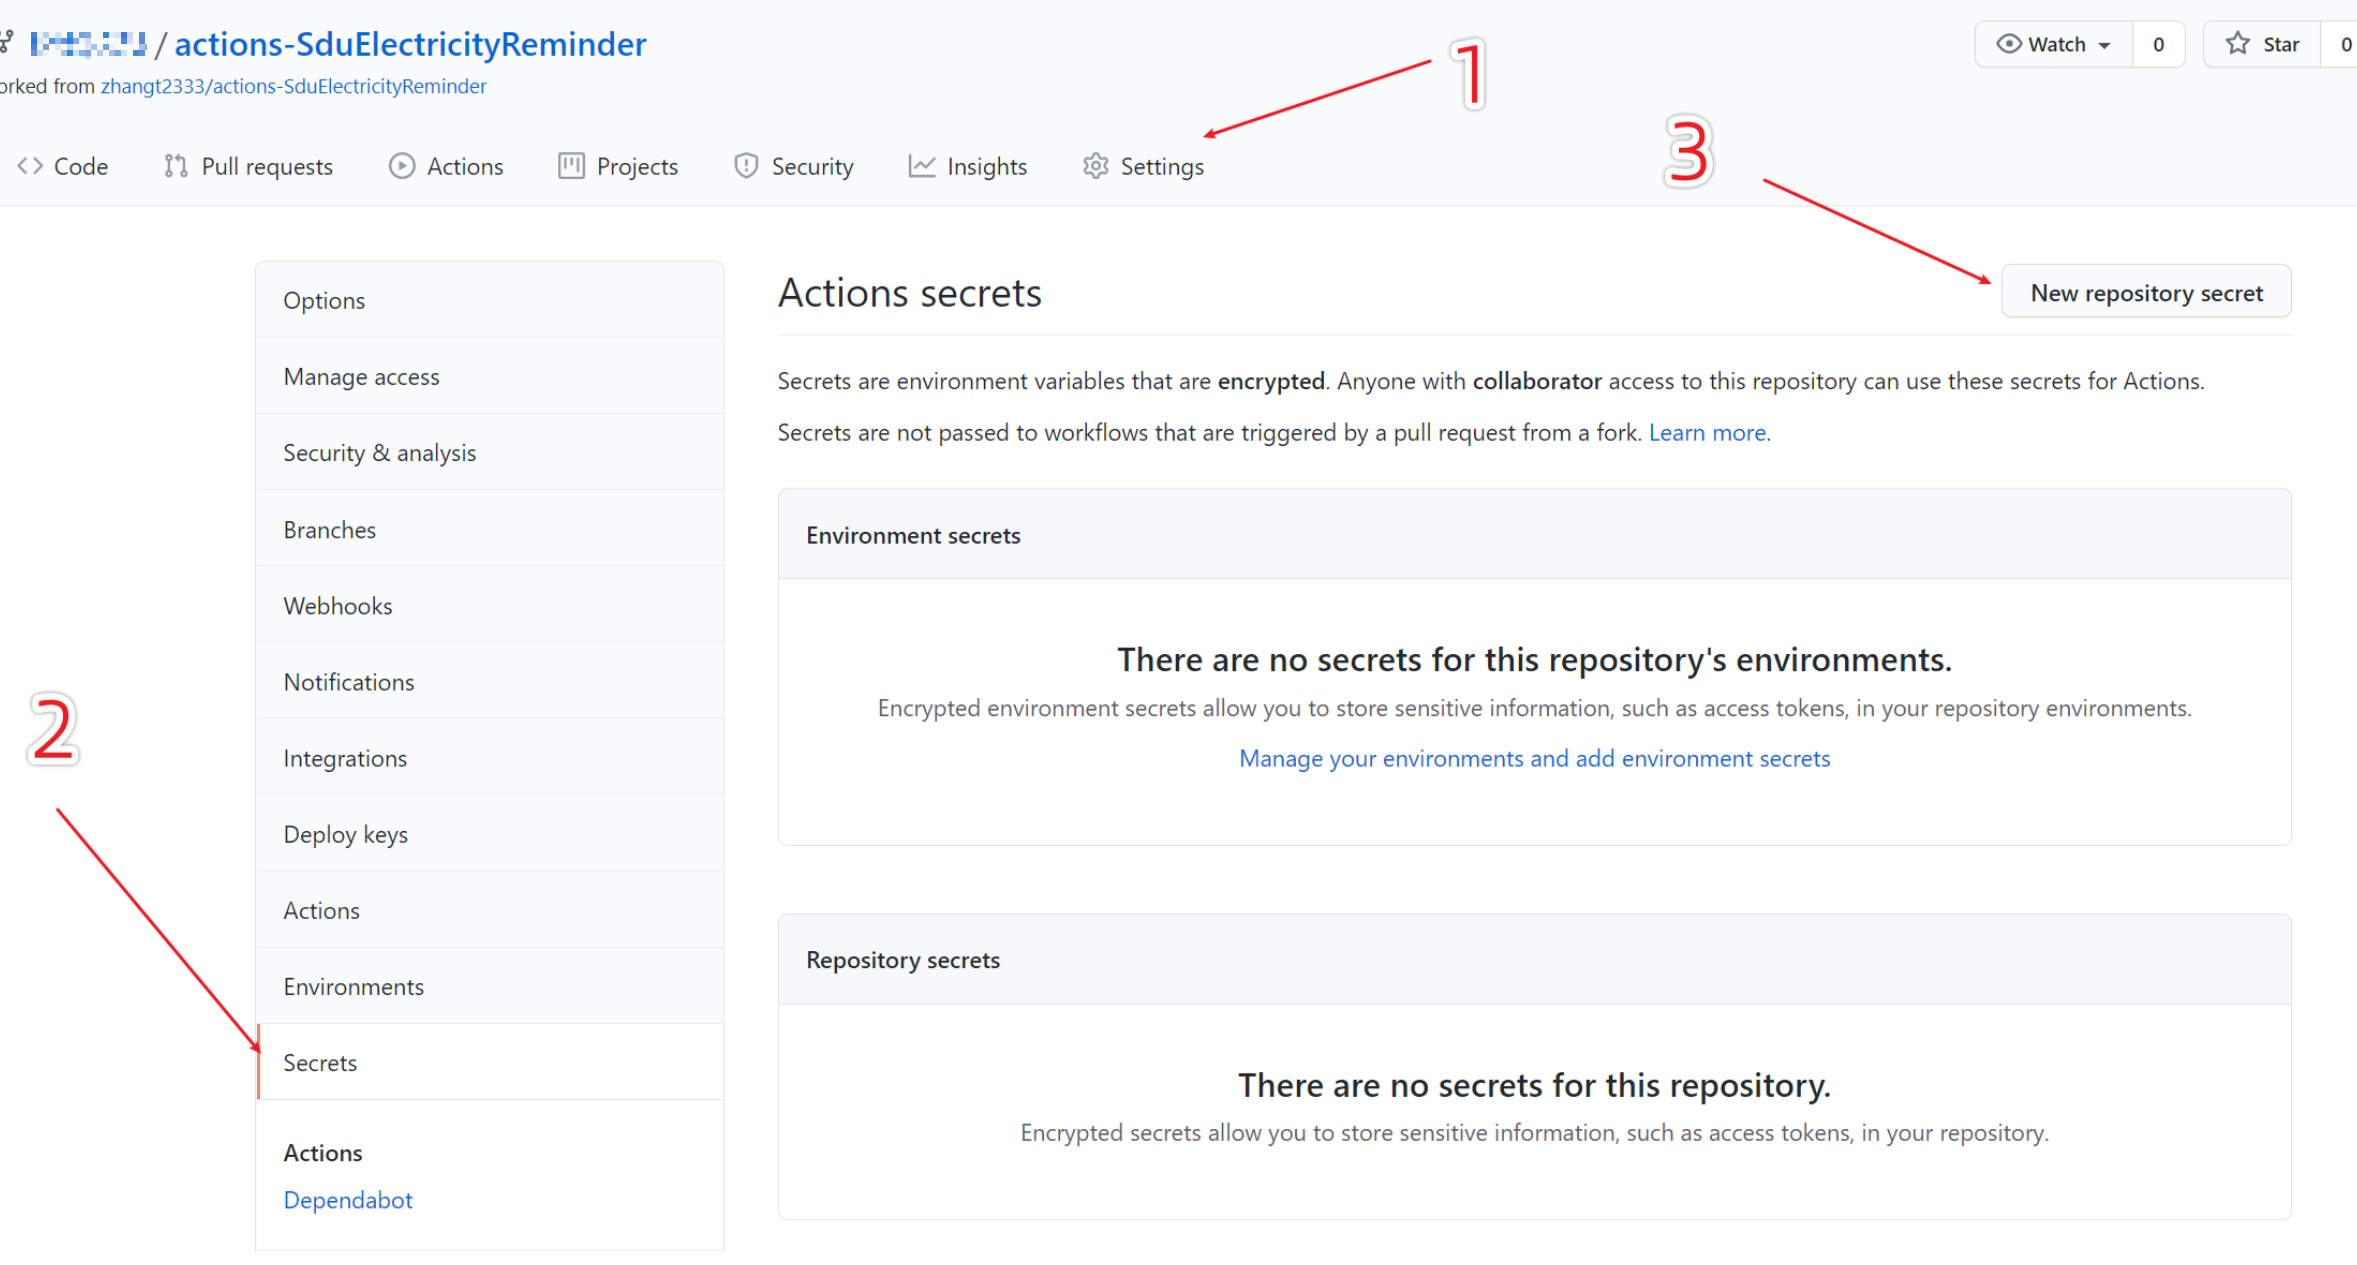 / actions-SduElectricityReminder
orked from zhangt2333/actions-SduElectricityReminder
Watch 0
Star 0
1
3
Code Pull requests Actions Projects Security Insights Settings
Options
Manage access
Security & analysis
Branches
Webhooks
Notifications
Integrations
Deploy keys
Actions
Environments
Secrets
Actions
Dependabot
2
Actions secrets
New repository secret
Secrets are environment variables that are encrypted. Anyone with collaborator access to this repository can use these secrets for Actions.
Secrets are not passed to workflows that are triggered by a pull request from a fork. Learn more.
Environment secrets
There are no secrets for this repository's environments.
Encrypted environment secrets allow you to store sensitive information, such as access tokens, in your repository environments.
Manage your environments and add environment secrets
Repository secrets
There are no secrets for this repository.
Encrypted secrets allow you to store sensitive information, such as access tokens, in your repository.